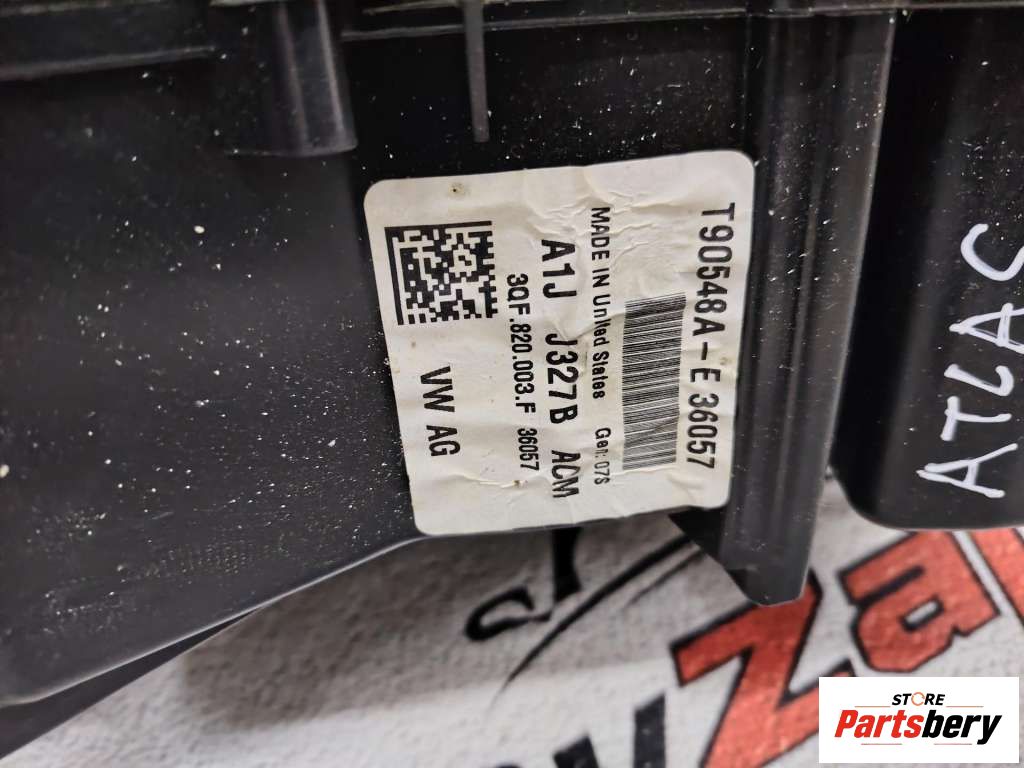 T90548A-E 36057
MADE IN United States Gen: 07S
A1J J327B ACM
3QF.820.003.F 36057
VW AG
ATLAS
STORE
Partsbery